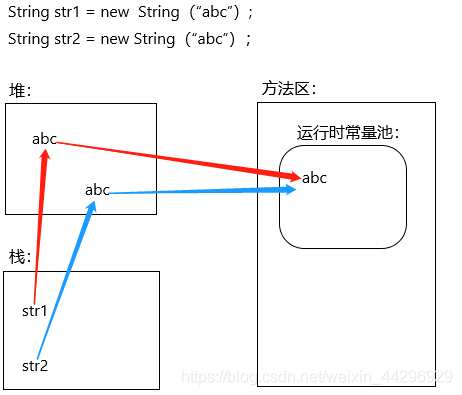 String str1 = new  String（“abc”）;
String str2 = new String（“abc”）;
堆：
方法区：
abc
运行时常量池：
abc
abc
栈：
str1
str2
https://blog.csdn.net/weixin_44296929